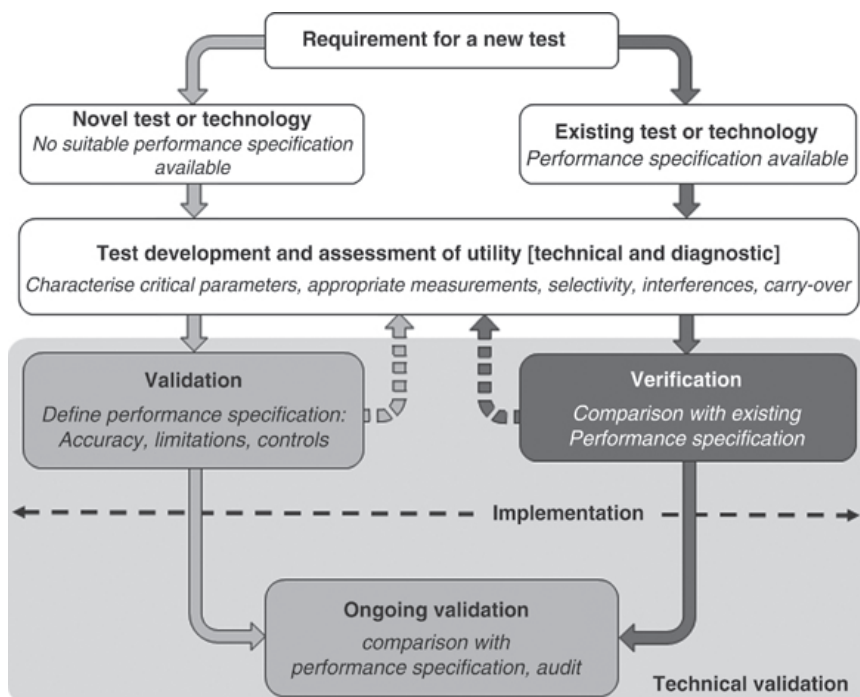 Requirement for a new test
Novel test or technology
No suitable performance specification
available
Existing test or technology
Performance specification available
Test development and assessment of utility [technical and diagnostic]
Characterise critical parameters, appropriate measurements, selectivity, interferences, carry-over
Validation
Define performance specification:
Accuracy, limitations, controls
Verification
Comparison with existing
Performance specification
Implementation
Ongoing validation
comparison with
performance specification, audit
Technical validation